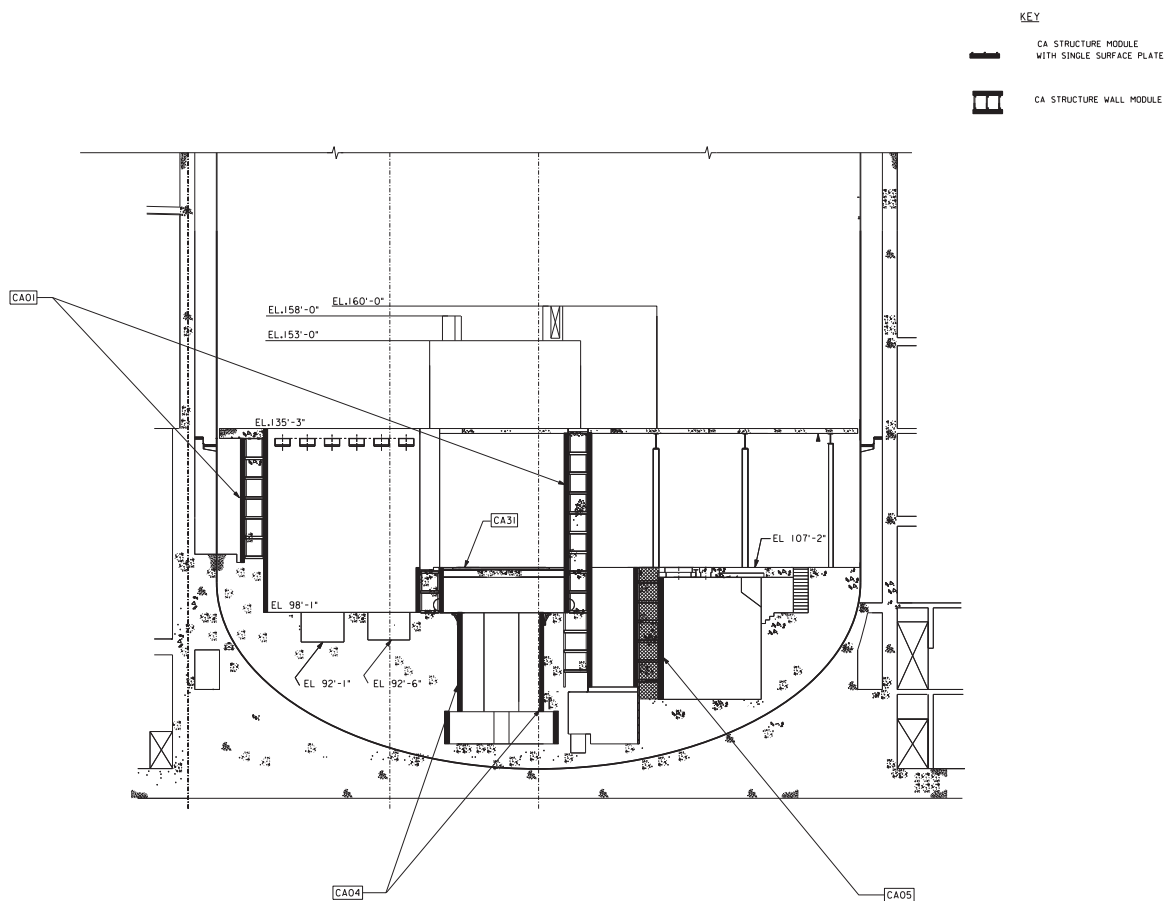 KEY
CA STRUCTURE MODULE
WITH SINGLE SURFACE PLATE
CA STRUCTURE WALL MODULE
CA01
EL.160'-0"
EL.158'-0"
EL.153'-0"
EL.135'-3"
CA31
EL 107'-2"
EL 98'-1"
EL 92'-1"
EL 92'-6"
CA04
CA05